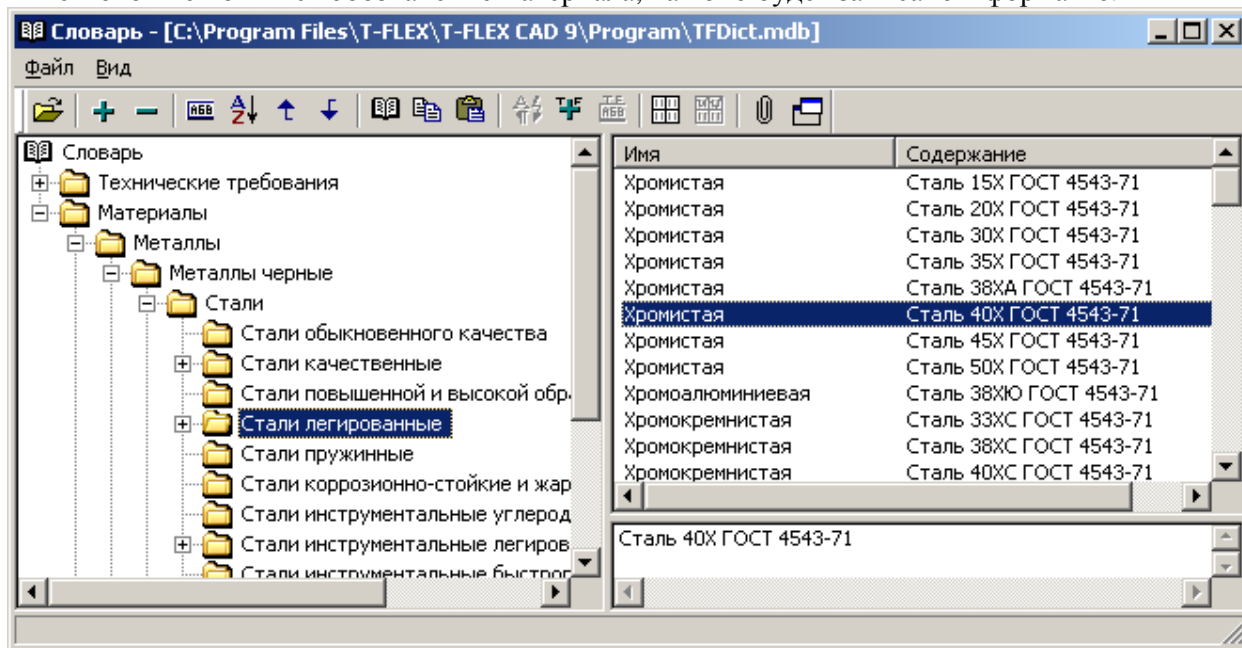 Словарь - [C:\Program Files\T-FLEX\T-FLEX CAD 9\Program\TFDict.mdb]
Файл Вид
Словарь
Технические требования
Материалы
Металлы
Металлы черные
Стали
Стали обыкновенного качества
Стали качественные
Стали повышенной и высокой обр
Стали легированные
Стали пружинные
Стали коррозионно-стойкие и жар
Стали инструментальные углерод
Стали инструментальные легиров
Стали инструментальные быстрор
Имя Содержание
Хромистая Сталь 15Х ГОСТ 4543-71
Хромистая Сталь 20Х ГОСТ 4543-71
Хромистая Сталь 30Х ГОСТ 4543-71
Хромистая Сталь 35Х ГОСТ 4543-71
Хромистая Сталь 38ХА ГОСТ 4543-71
Хромистая Сталь 40Х ГОСТ 4543-71
Хромистая Сталь 45Х ГОСТ 4543-71
Хромистая Сталь 50Х ГОСТ 4543-71
Хромоалюминиевая Сталь 38ХЮ ГОСТ 4543-71
Хромокремнистая Сталь 33ХС ГОСТ 4543-71
Хромокремнистая Сталь 38ХС ГОСТ 4543-71
Хромокремнистая Сталь 40ХС ГОСТ 4543-71
Сталь 40Х ГОСТ 4543-71